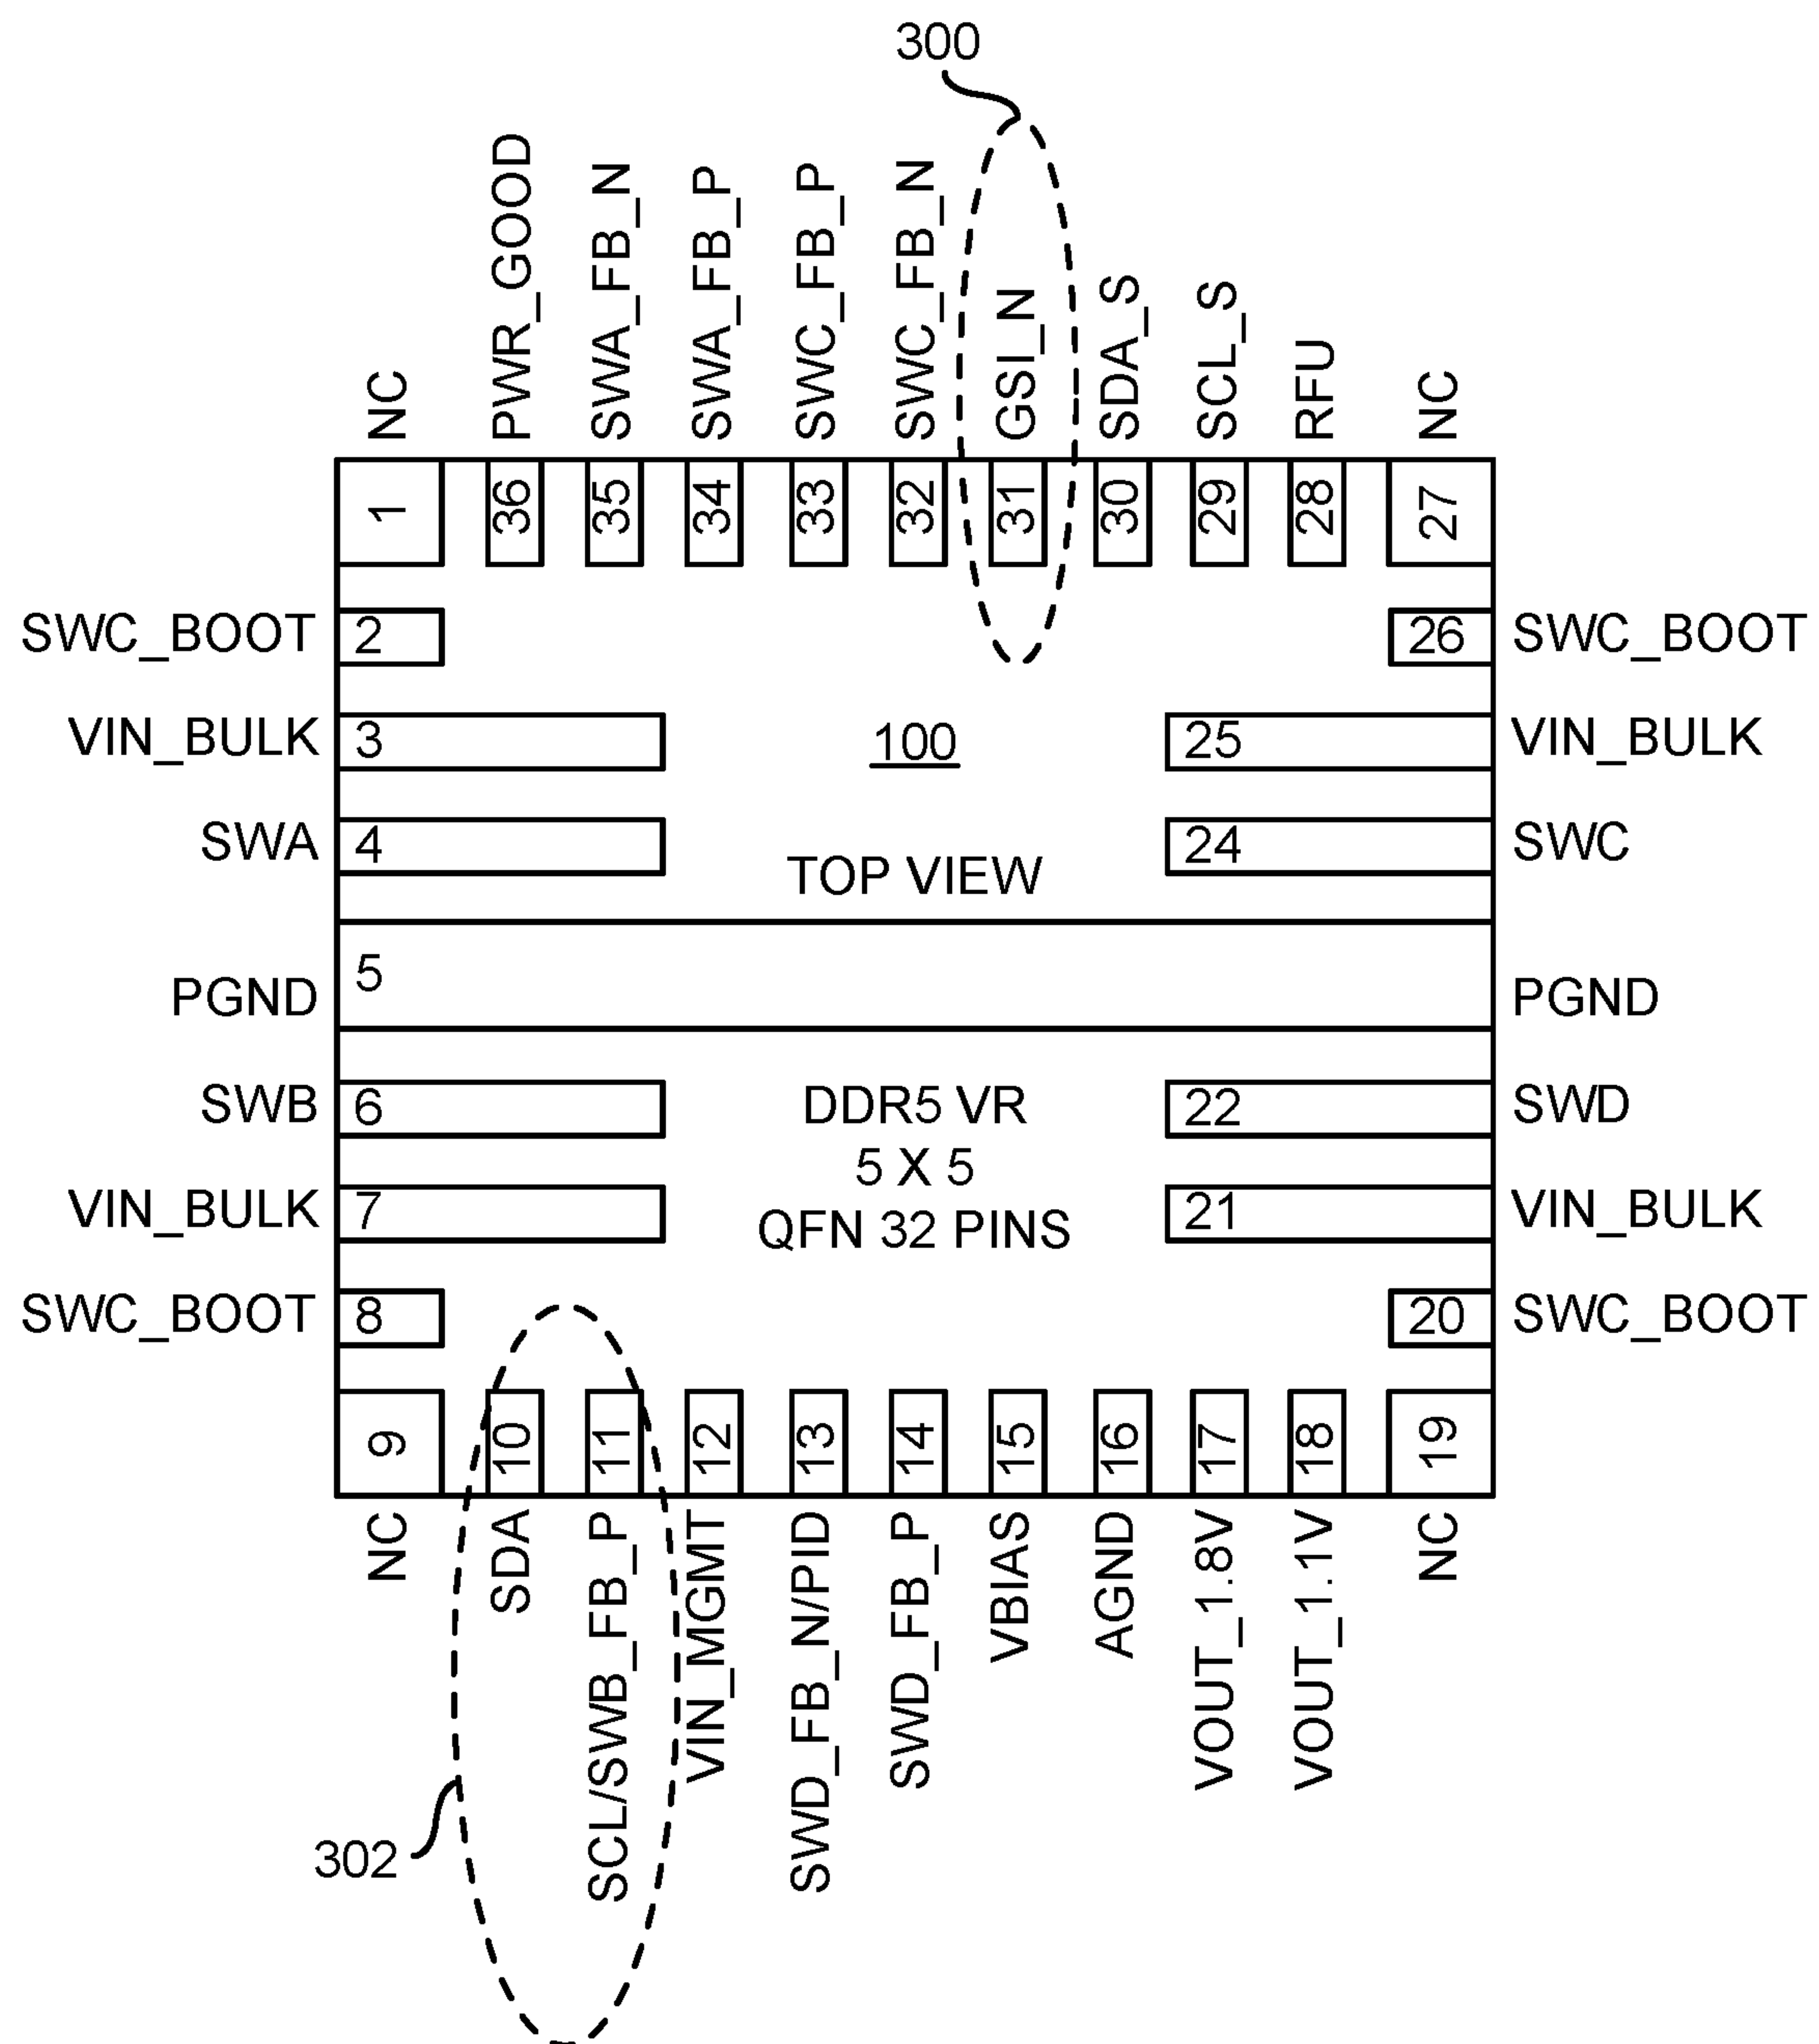 300
NC
PWR_GOOD
SWA_FB_N
SWA_FB_P
SWC_FB_P
SWC_FB_N
GSI_N
SDA_S
SCL_S
RFU
NC
1
36
35
34
33
32
31
30
29
28
27
SWC_BOOT 2
26 SWC_BOOT
VIN_BULK 3
100
25 VIN_BULK
SWA 4
24 SWC
TOP VIEW
PGND 5
PGND
SWB 6
DDR5 VR
22 SWD
5 X 5
VIN_BULK 7
QFN 32 PINS
21 VIN_BULK
SWC_BOOT 8
20 SWC_BOOT
9
10
11
12
13
14
15
16
17
18
19
NC
SDA
SCL/SWB_FB_P
VIN_MGMT
SWD_FB_N/PID
SWD_FB_P
VBIAS
AGND
VOUT_1.8V
VOUT_1.1V
NC
302